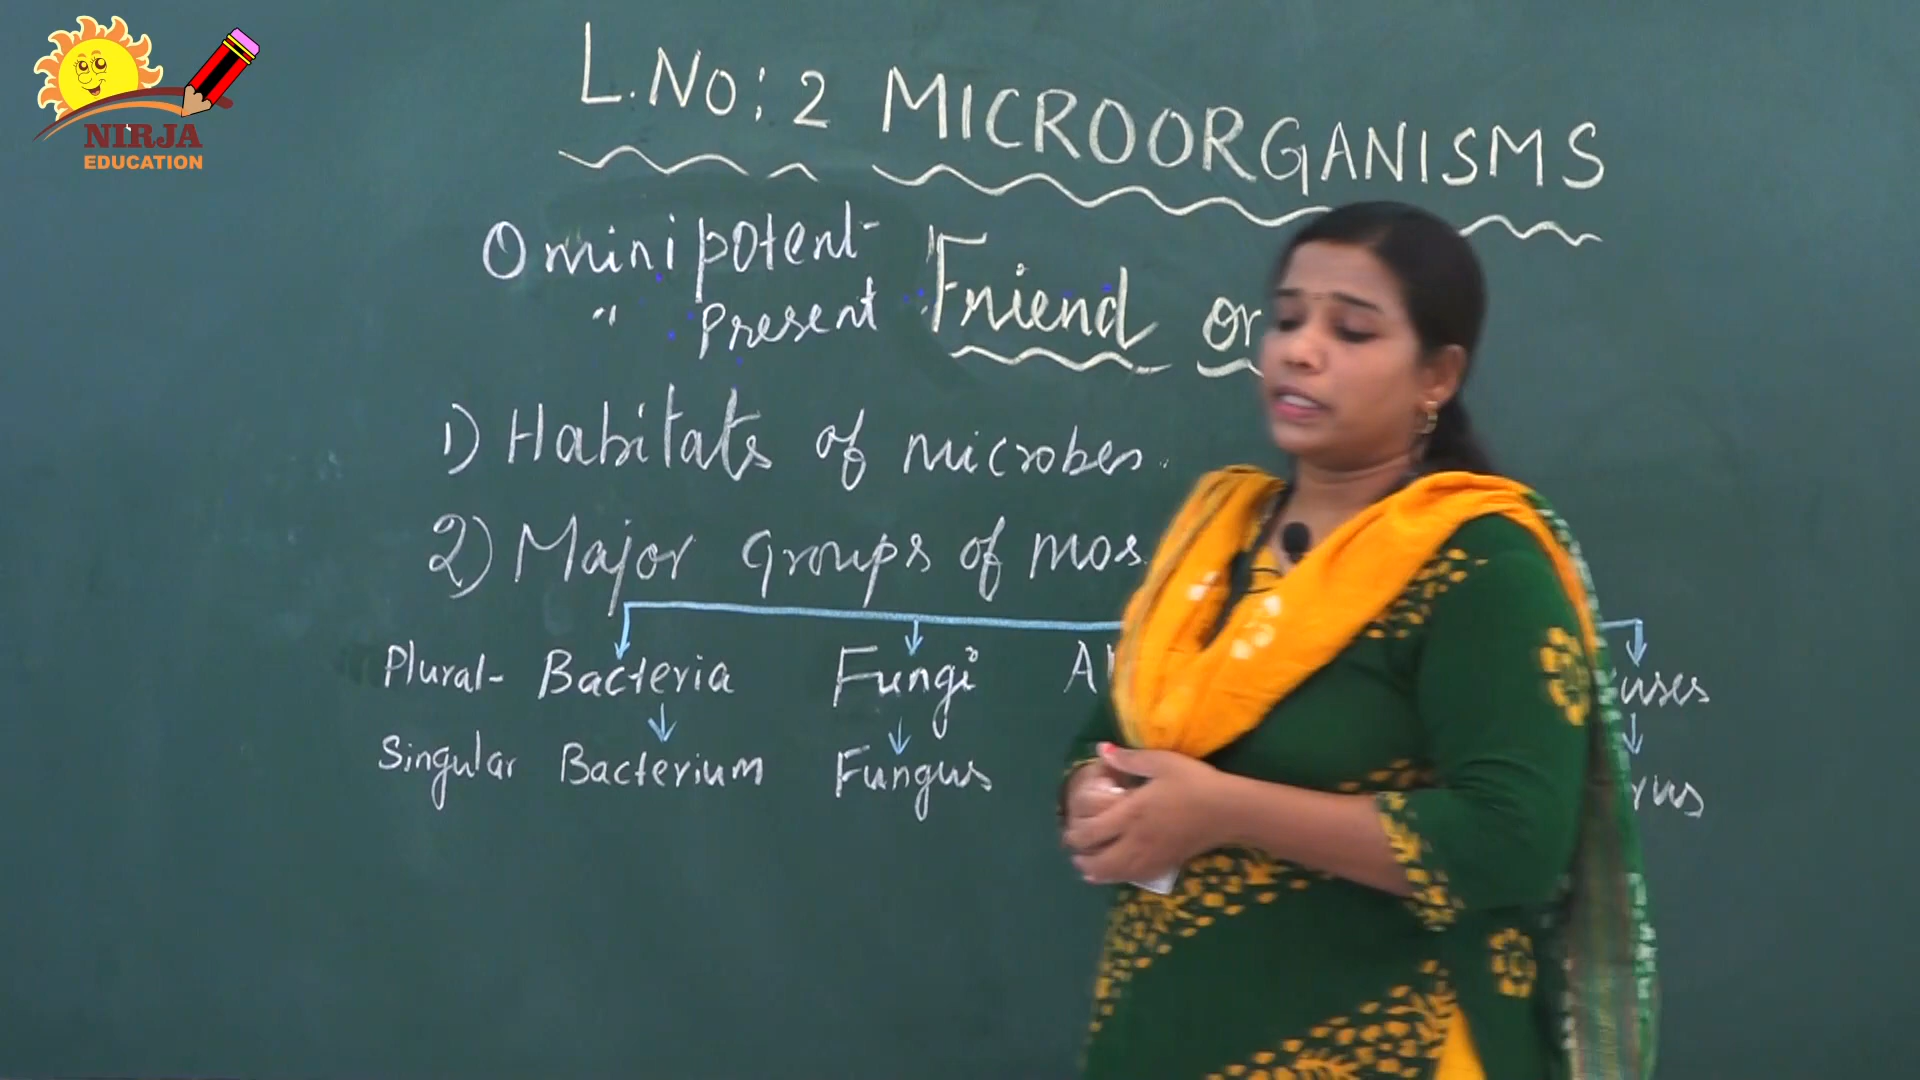 NIRJA
EDUCATION
L.No: 2 MICROORGANISMS
Ominipotent-
" Present Friend or
1) Habitats of microbes.
2) Major groups of mos
Plural- Bacteria Fungi
Singular Bacterium Fungus